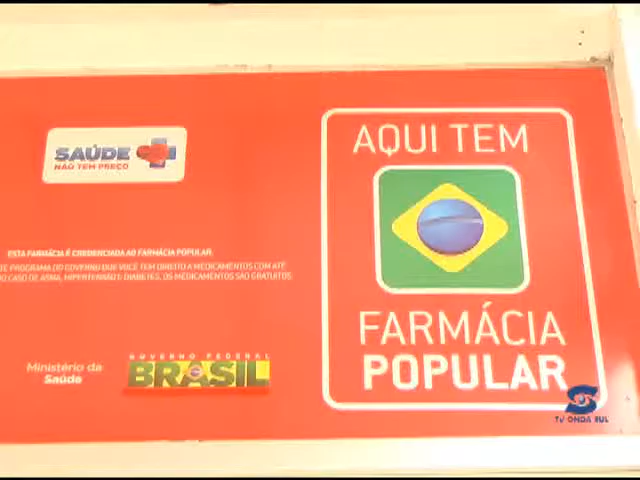 SAÚDE
NÃO TEM PREÇO
ESTA FARMÁCIA É CREDENCIADA AO FARMÁCIA POPULAR.
PROGRAMA DO GOVERNO QUE VOCÊ TEM DIREITO A MEDICAMENTOS COM ATÉ
CASO DE ASMA, HIPERTENSÃO E DIABETES, OS MEDICAMENTOS SÃO GRATUITOS
Ministério da
Saúde
GOVERNO FEDERAL
BRASIL
AQUI TEM
FARMÁCIA
POPULAR
TV ONDA SUL